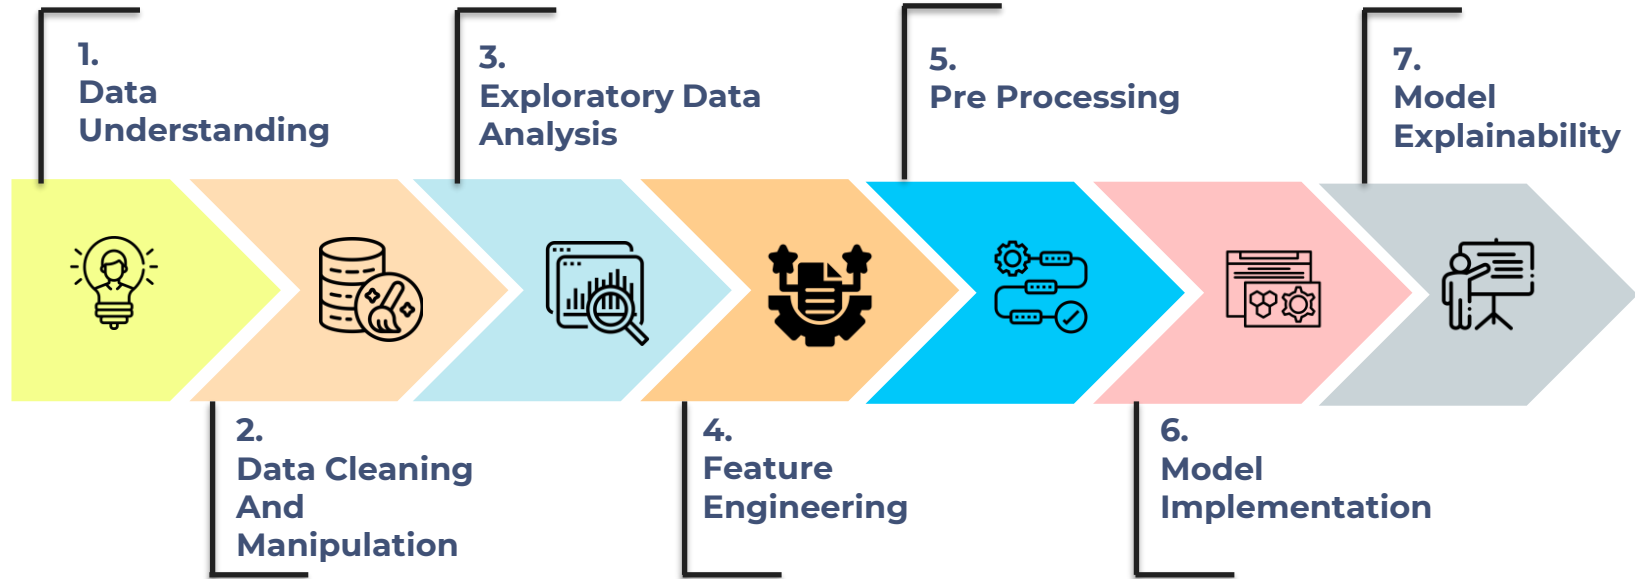 1.
Data
Understanding
2.
Data Cleaning
And
Manipulation
3.
Exploratory Data
Analysis
4.
Feature
Engineering
5.
Pre Processing
6.
Model
Implementation
7.
Model
Explainability